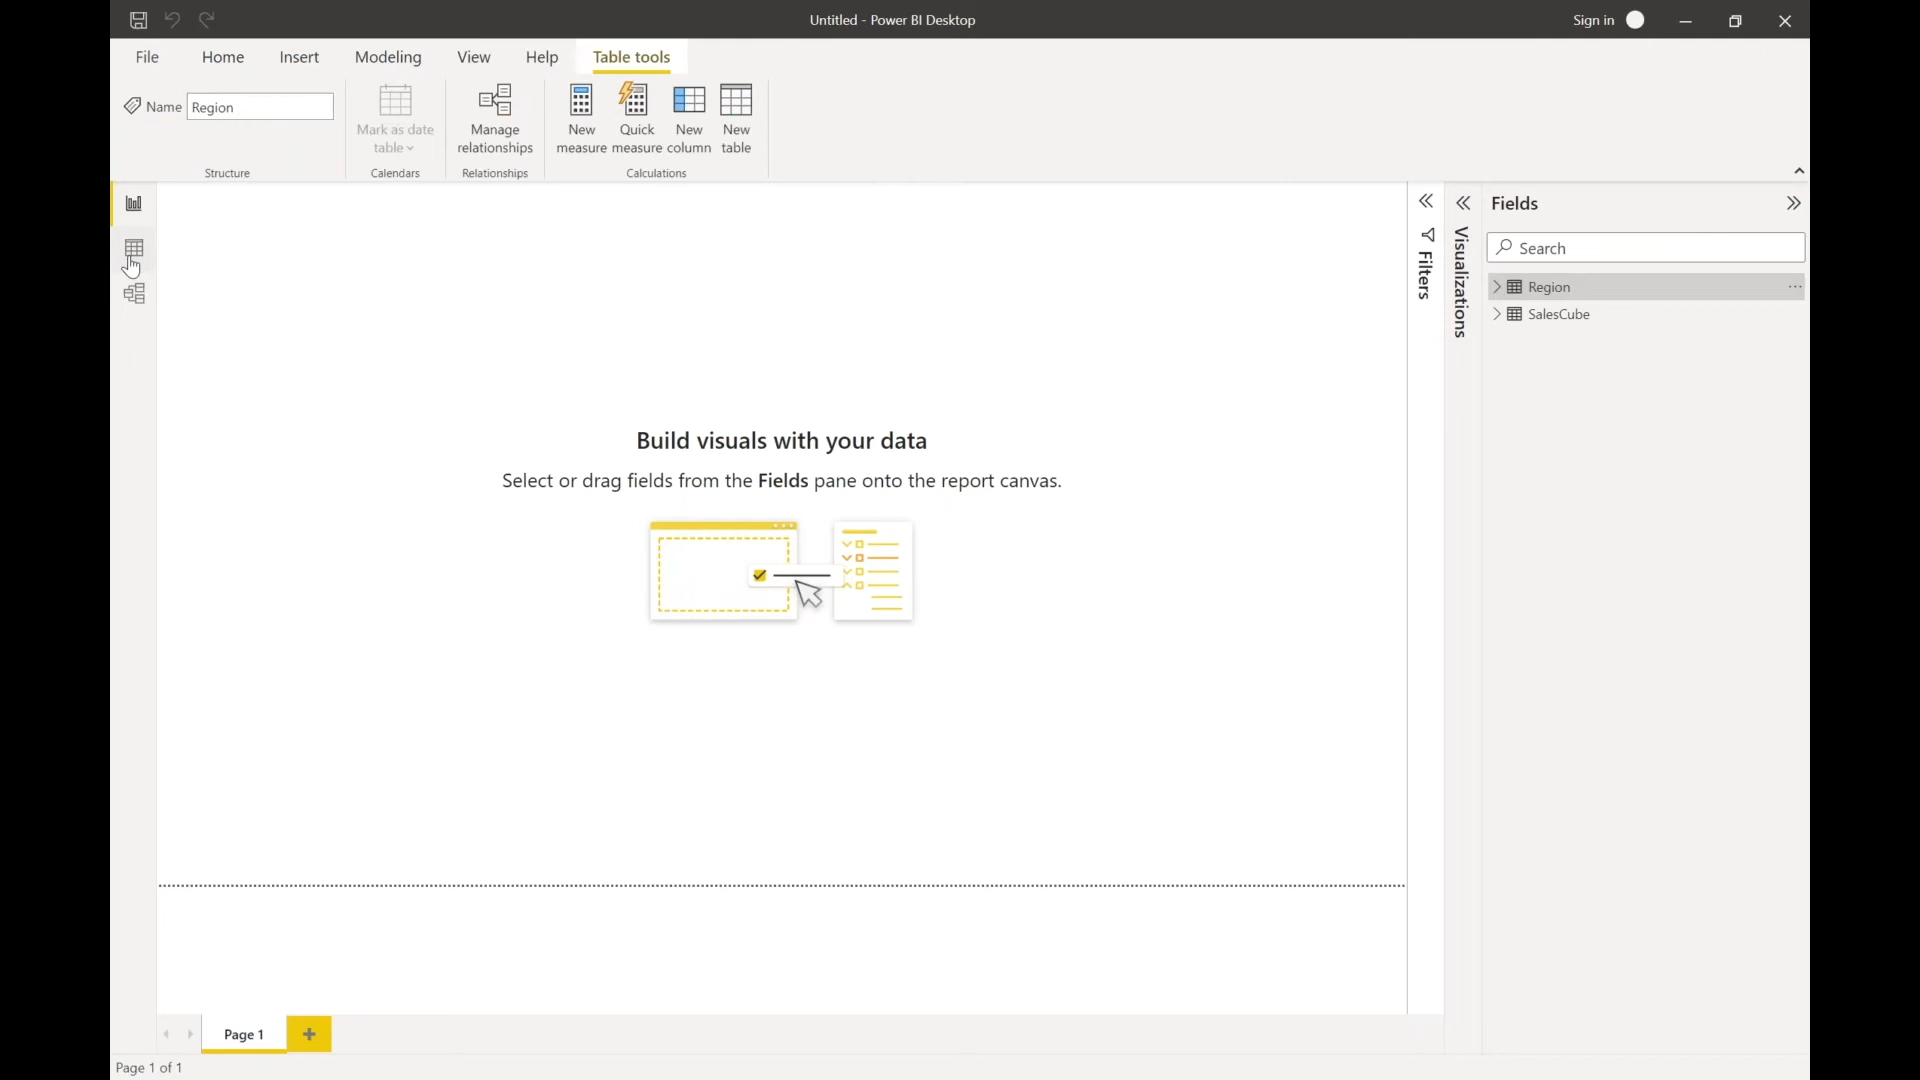 Untitled - Power BI Desktop
Sign in
File Home Insert Modeling View Help Table tools
Name Region
Mark as date
table
Manage
relationships
New
measure
Quick
measure
New
column
New
table
Structure
Calendars
Relationships
Calculations
Fields
Search
Region
SalesCube
Filters
Visualizations
Build visuals with your data
Select or drag fields from the Fields pane onto the report canvas.
Page 1
Page 1 of 1